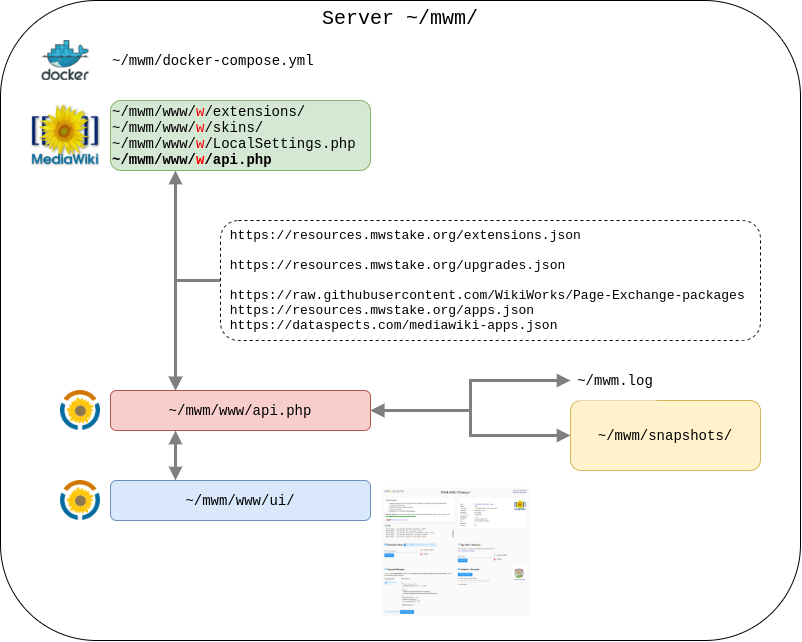 Server ~/mwm/
docker
~/mwm/docker-compose.yml
MediaWiki
~/mwm/www/w/extensions/
~/mwm/www/w/skins/
~/mwm/www/w/LocalSettings.php
~/mwm/www/w/api.php
https://resources.mwstake.org/extensions.json
https://resources.mwstake.org/upgrades.json
https://raw.githubusercontent.com/WikiWorks/Page-Exchange-packages
https://resources.mwstake.org/apps.json
https://dataspects.com/mediawiki-apps.json
~/mwm.log
~/mwm/www/api.php
~/mwm/snapshots/
~/mwm/www/ui/